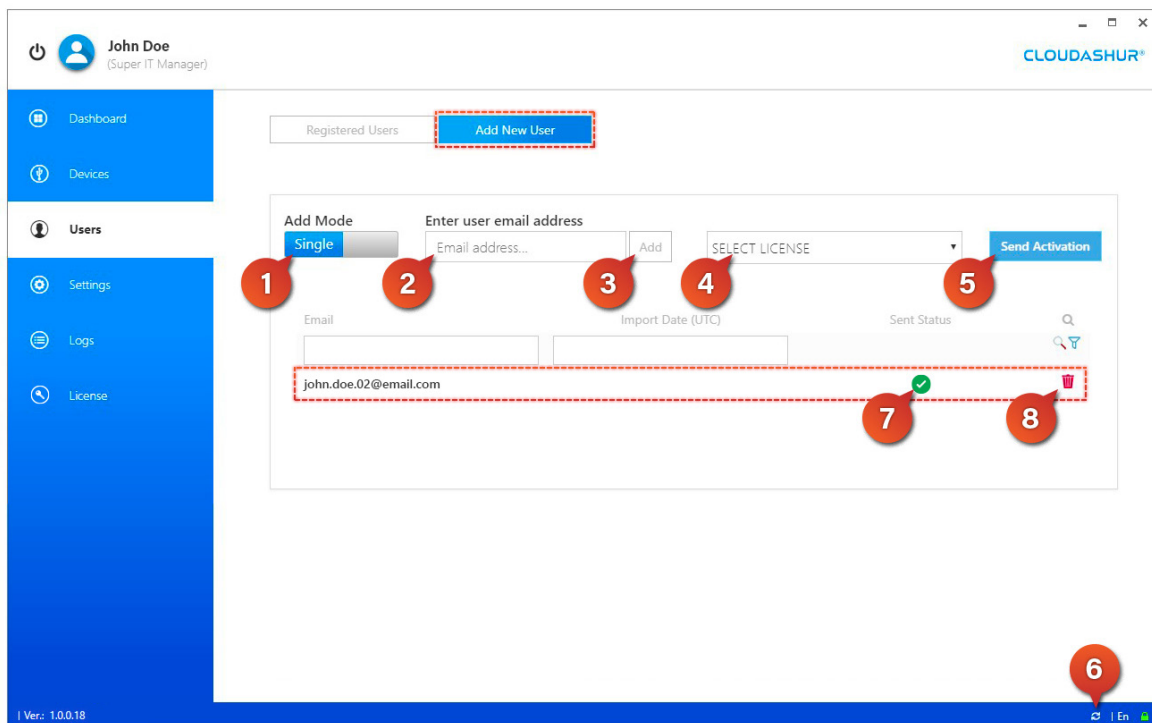 John Doe
(Super IT Manager)
CLOUDASHUR®
Dashboard
Devices
Users
Settings
Logs
License
Registered Users
Add New User
Add Mode
Enter user email address
Single
Email address...
Add
SELECT LICENSE
Send Activation
1
2
3
4
5
Email
Import Date (UTC)
Sent Status
john.doe.02@email.com
7
8
6
| Ver.: 1.0.0.18
| En